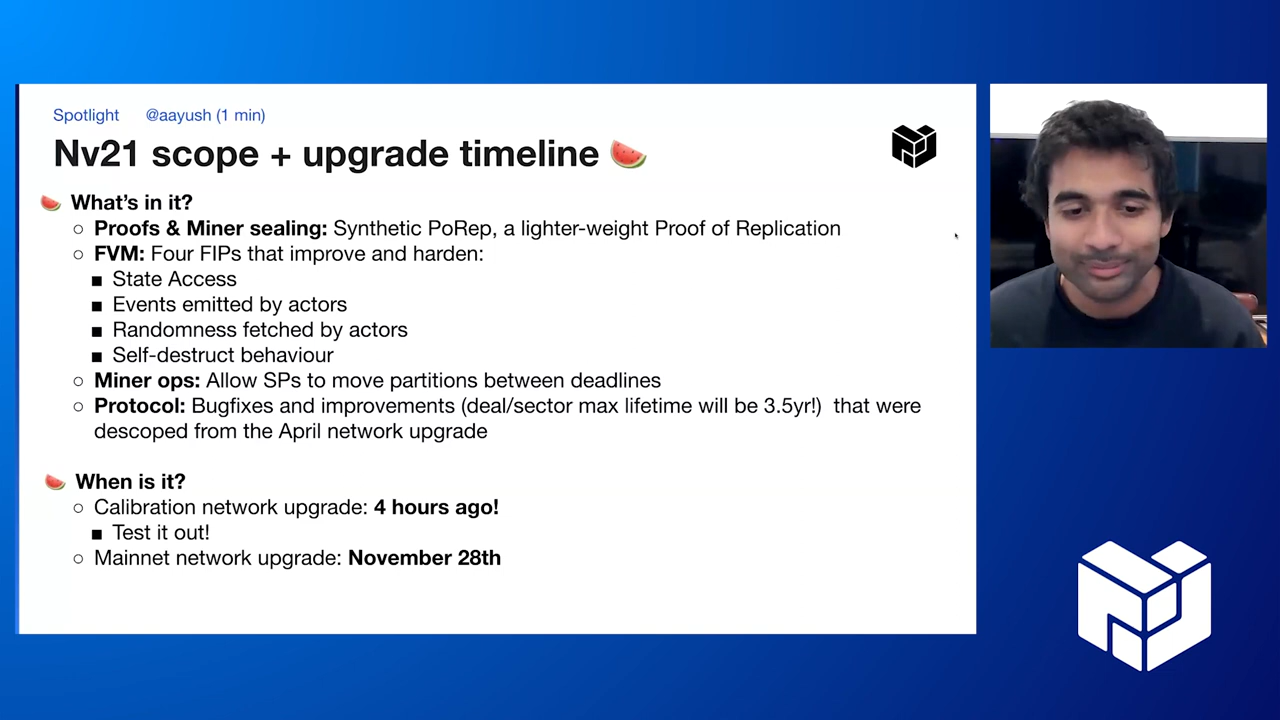 Spotlight @aayush (1 min)
Nv21 scope + upgrade timeline 🍉
🍉 What's in it?
○ Proofs & Miner sealing: Synthetic PoRep, a lighter-weight Proof of Replication
○ FVM: Four FIPs that improve and harden:
■ State Access
■ Events emitted by actors
■ Randomness fetched by actors
■ Self-destruct behaviour
○ Miner ops: Allow SPs to move partitions between deadlines
○ Protocol: Bugfixes and improvements (deal/sector max lifetime will be 3.5yr!)  that were
descoped from the April network upgrade
🍉 When is it?
○ Calibration network upgrade: 4 hours ago!
■ Test it out!
○ Mainnet network upgrade: November 28th